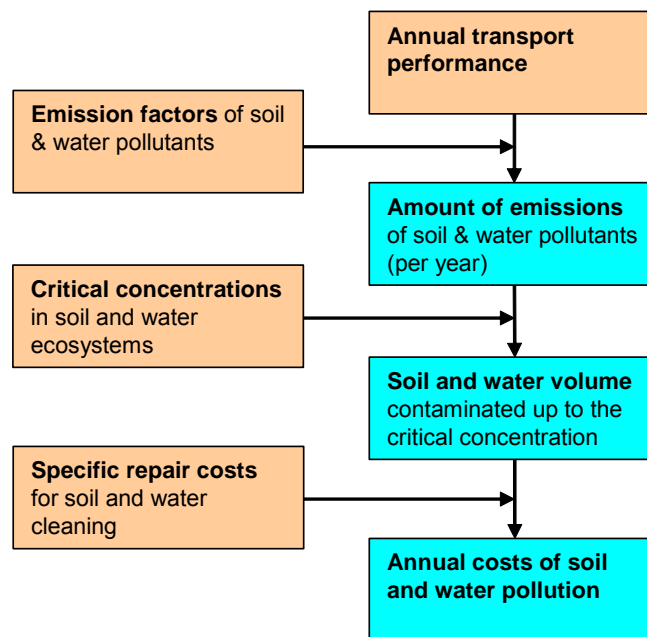 Annual transport
performance
Emission factors of soil
& water pollutants
Amount of emissions
of soil & water pollutants
(per year)
Critical concentrations
in soil and water
ecosystems
Soil and water volume
contaminated up to the
critical concentration
Specific repair costs
for soil and water
cleaning
Annual costs of soil
and water pollution